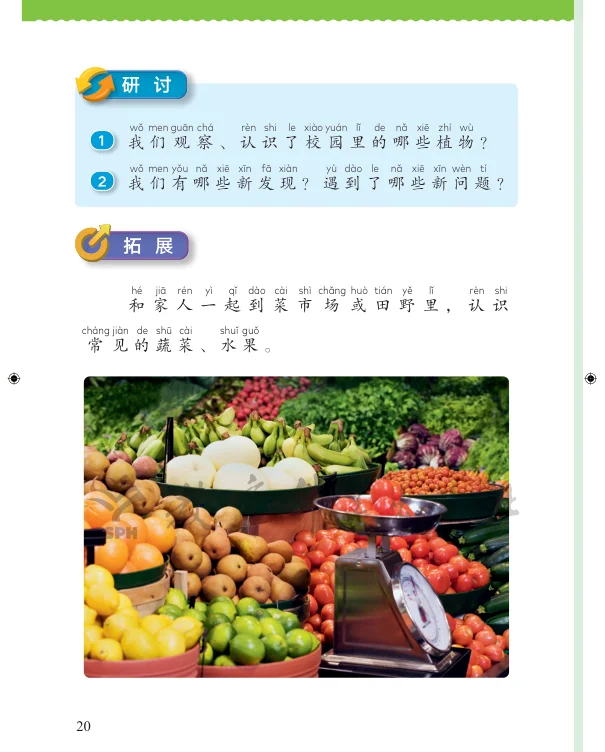 研讨
wǒ men guān chá rèn shi le xiào yuán lǐ de nǎ xiē zhí wù
1 我们观察、认识了校园里的哪些植物？
wǒ men yǒu nǎ xiē xīn fā xiàn yù dào le nǎ xiē xīn wèn tí
2 我们有哪些新发现？遇到了哪些新问题？
拓展
hé jiā rén yì qǐ dào cài shì chǎng huò tián yě lǐ rèn shi
和家人一起到菜市场或田野里，认识
cháng jiàn de shū cài shuǐ guǒ
常见的蔬菜、水果。
SPH
20